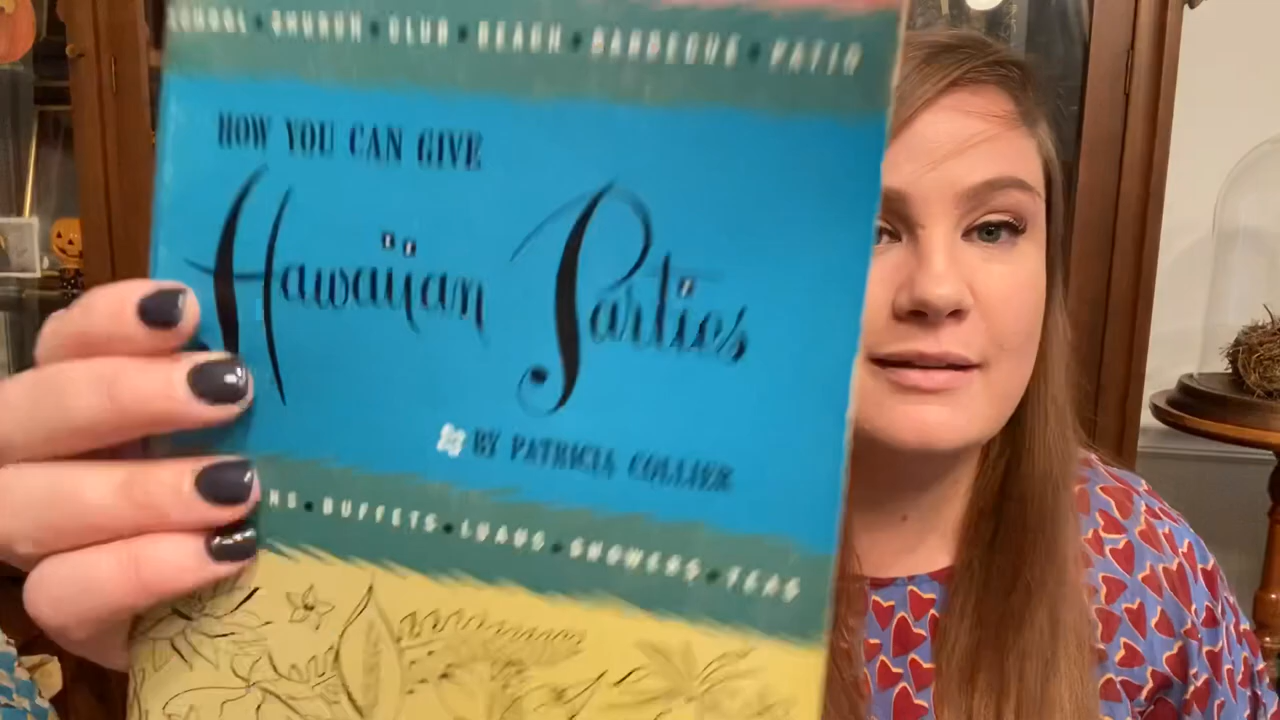 SCHOOL • CHURCH • CLUB • BEACH • BARBECUE • PATIO
HOW YOU CAN GIVE
Hawaiian Parties
BY PATRICIA COLLIER
NS • BUFFETS • LUAUS • SHOWERS • TEAS